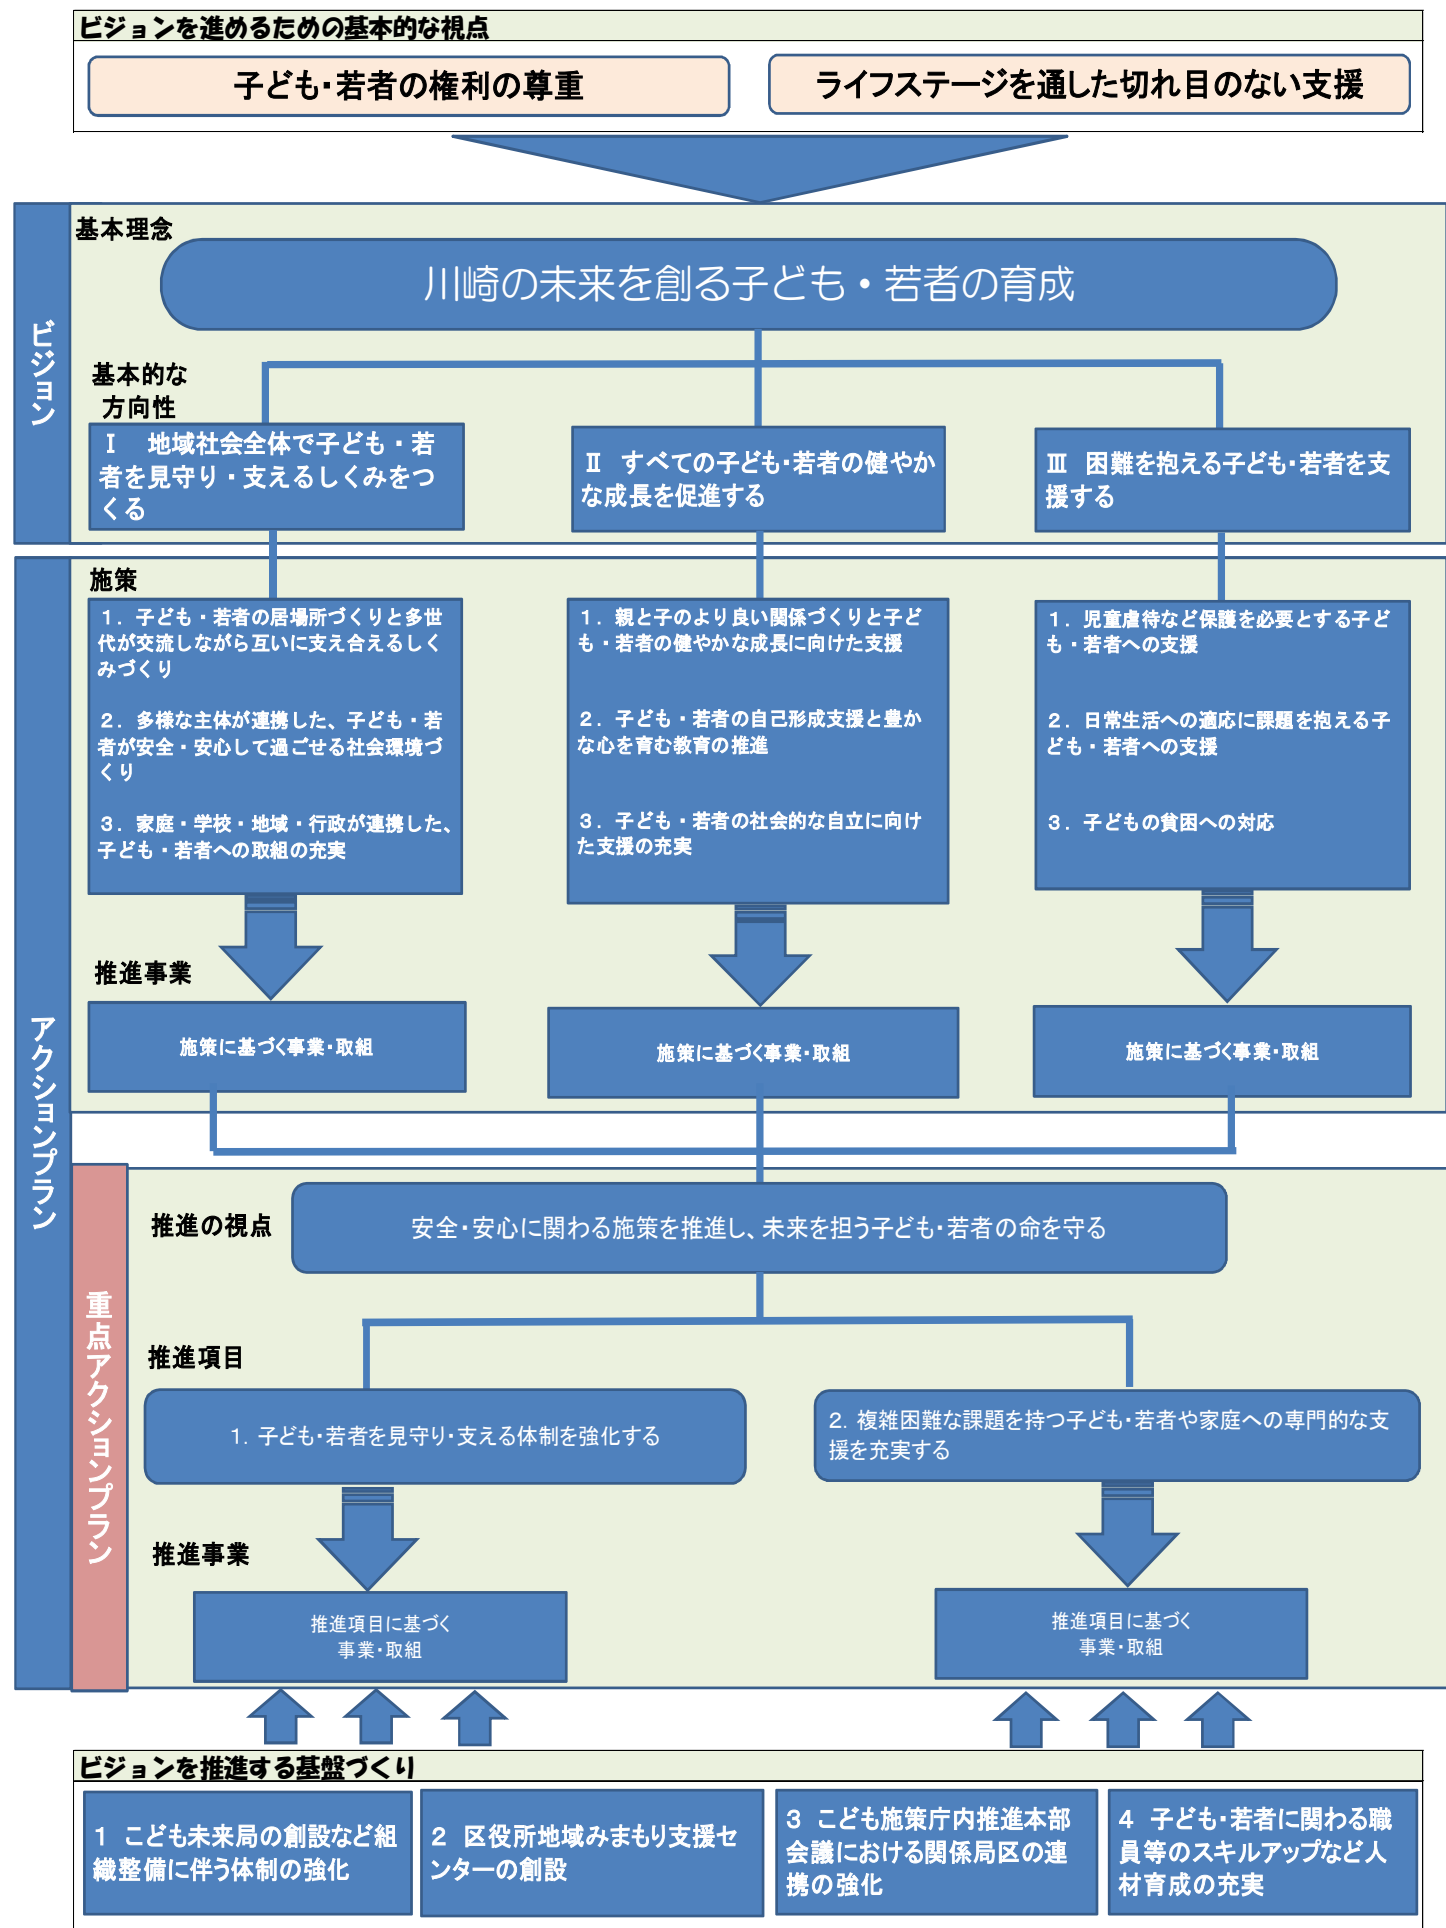 ビジョンを進めるための基本的な視点
子ども・若者の権利の尊重
ライフステージを通した切れ目のない支援
ビジョン
基本理念
川崎の未来を創る子ども・若者の育成
基本的な
方向性
Ⅰ　地域社会全体で子ども・若
者を見守り・支えるしくみをつ
くる
Ⅱ　すべての子ども・若者の健やか
な成長を促進する
Ⅲ　困難を抱える子ども・若者を支
援する
アクションプラン
施策
１．子ども・若者の居場所づくりと多世
代が交流しながら互いに支え合えるしく
みづくり
２．多様な主体が連携した、子ども・若
者が安全・安心して過ごせる社会環境づ
くり
３．家庭・学校・地域・行政が連携した、
子ども・若者への取組の充実
１．親と子のより良い関係づくりと子ど
も・若者の健やかな成長に向けた支援
２．子ども・若者の自己形成支援と豊か
な心を育む教育の推進
３．子ども・若者の社会的な自立に向け
た支援の充実
１．児童虐待など保護を必要とする子ど
も・若者への支援
２．日常生活への適応に課題を抱える子
ども・若者への支援
３．子どもの貧困への対応
推進事業
施策に基づく事業・取組
施策に基づく事業・取組
施策に基づく事業・取組
重点アクションプラン
推進の視点
安全・安心に関わる施策を推進し、未来を担う子ども・若者の命を守る
推進項目
1．子ども・若者を見守り・支える体制を強化する
2．複雑困難な課題を持つ子ども・若者や家庭への専門的な支
援を充実する
推進事業
推進項目に基づく
事業・取組
推進項目に基づく
事業・取組
ビジョンを推進する基盤づくり
1　こども未来局の創設など組
織整備に伴う体制の強化
2　区役所地域みまもり支援セ
ンターの創設
3　こども施策庁内推進本部
会議における関係局区の連
携の強化
4　子ども・若者に関わる職
員等のスキルアップなど人
材育成の充実